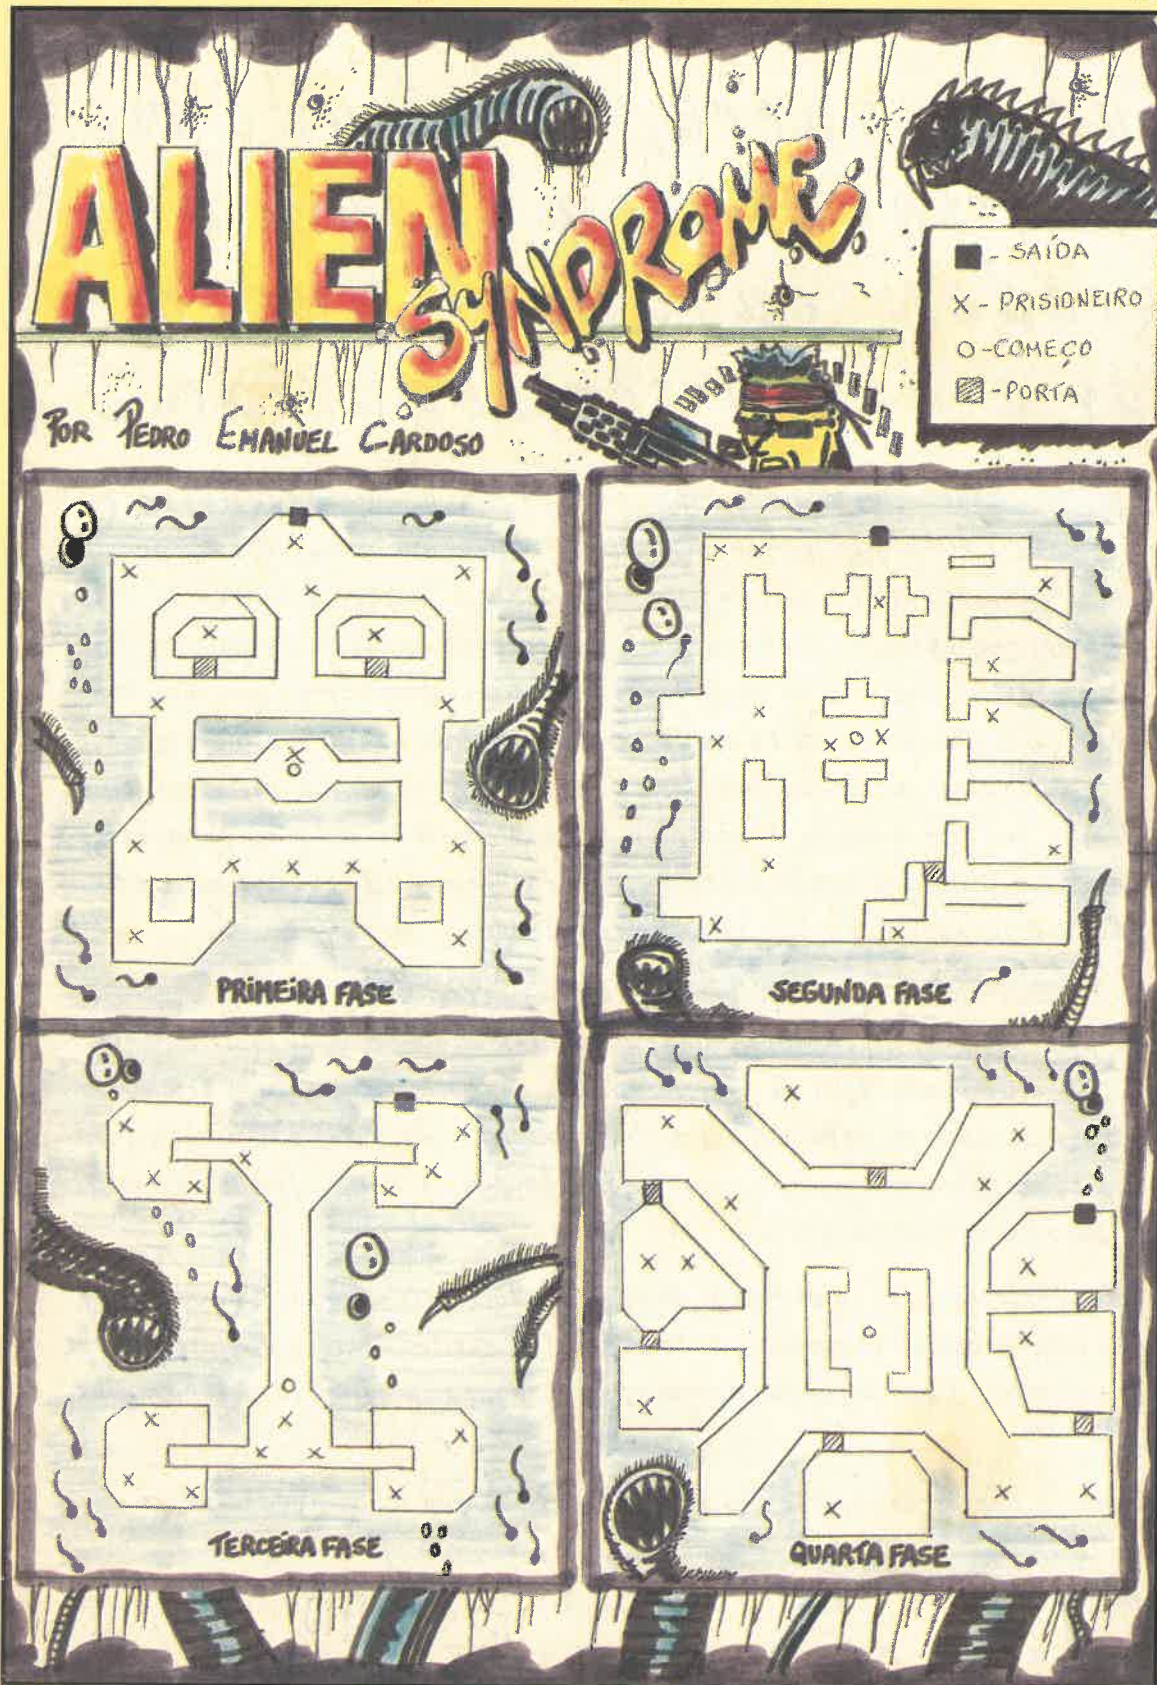 ALIEN
SYNDROME
POR PEDRO EMANUEL CARDOSO
■ - SAÍDA
X - PRISIONEIRO
O - COMEÇO
▨ - PORTA
PRIMEIRA FASE
SEGUNDA FASE
TERCEIRA FASE
QUARTA FASE